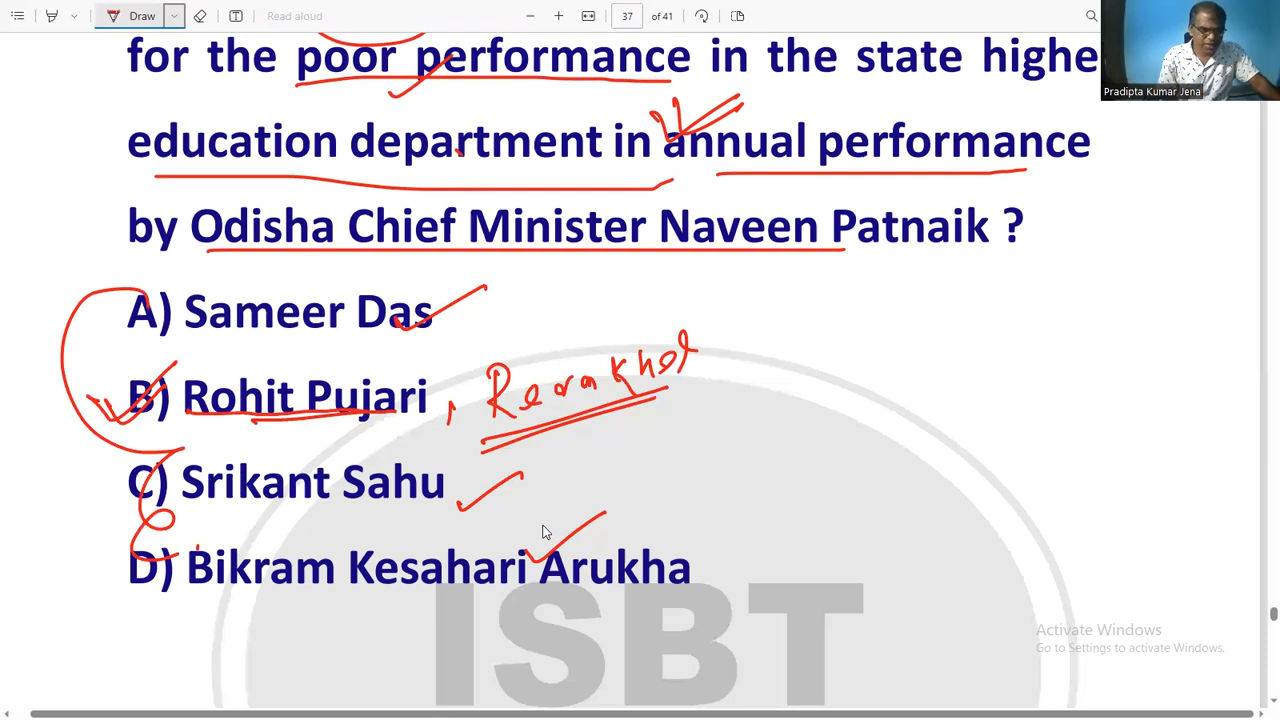 Draw
Read aloud
37 of 41
for the poor performance in the state highe
education department in annual performance
by Odisha Chief Minister Naveen Patnaik ?
Pradipta Kumar Jena
A) Sameer Das
B) Rohit Pujari , Rerakhol
C) Srikant Sahu
D) Bikram Kesahari Arukha
ISBT
Activate Windows
Go to Settings to activate Windows.